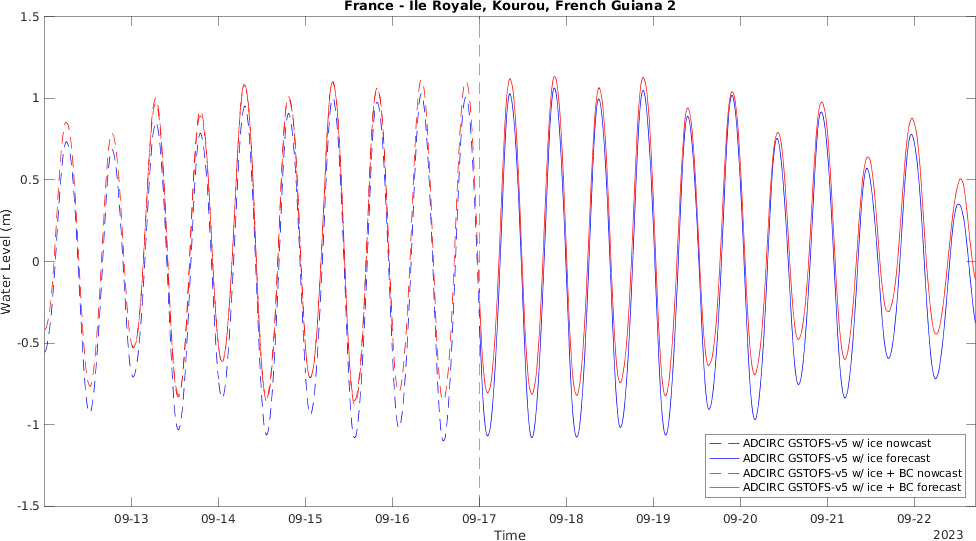 France - Ile Royale, Kourou, French Guiana 2
1.5
1
0.5
0
-0.5
-1
-1.5
Water Level (m)
09-13 09-14 09-15 09-16 09-17 09-18 09-19 09-20 09-21 09-22
Time
2023
ADCIRC GSTOFS-v5 w/ ice nowcast
ADCIRC GSTOFS-v5 w/ ice forecast
ADCIRC GSTOFS-v5 w/ ice + BC nowcast
ADCIRC GSTOFS-v5 w/ ice + BC forecast